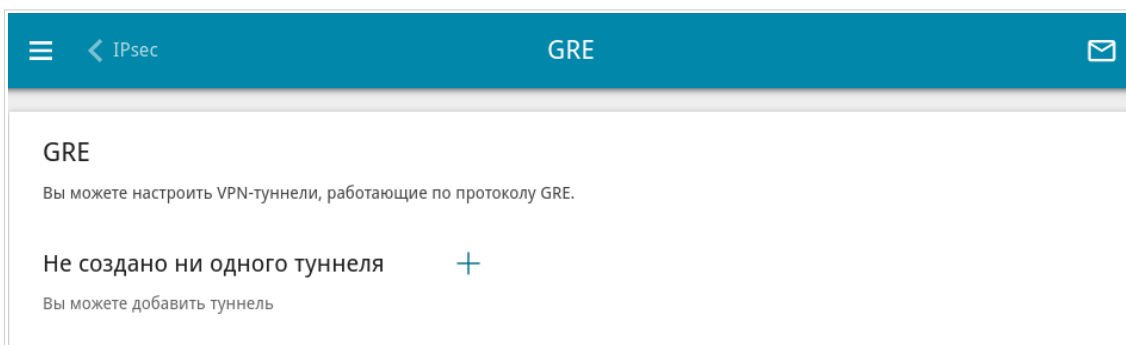 IPsec
GRE
GRE
Вы можете настроить VPN-туннели, работающие по протоколу GRE.
Не создано ни одного туннеля
Вы можете добавить туннель